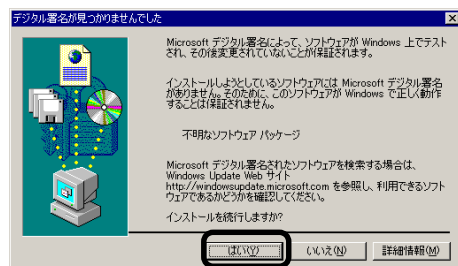 デジタル署名が見つかりませんでした
Microsoft デジタル署名によって、ソフトウェアが Windows 上でテスト
され、その後変更されていないことが保証されます。
インストールしようとしているソフトウェアには Microsoft デジタル署名
がありません。そのために、このソフトウェアが Windows で正しく動作
することは保証されません。
不明なソフトウェア パッケージ
Microsoft デジタル署名されたソフトウェアを検索する場合は、
Windows Update Web サイト
http://windowsupdate.microsoft.com を参照し、利用できるソフト
ウェアであるかどうかを確認してください。
インストールを続行しますか?
はい(Y)
いいえ(N)
詳細情報(M)